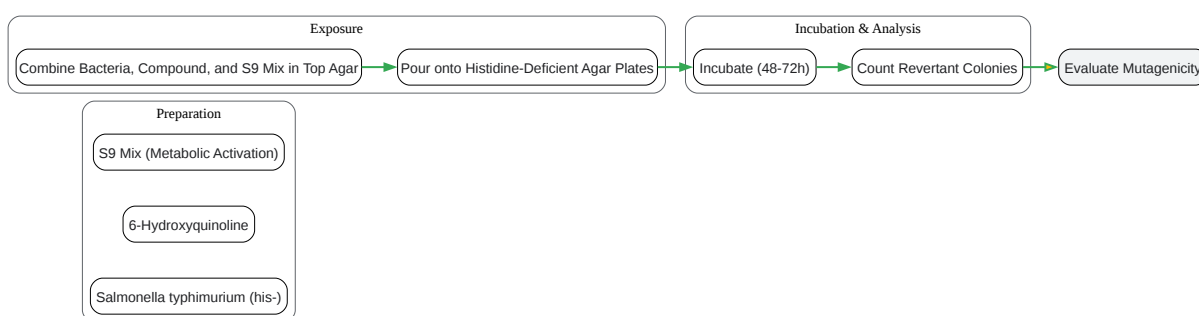 Exposure
Combine Bacteria, Compound, and S9 Mix in Top Agar
Pour onto Histidine-Deficient Agar Plates
Incubation & Analysis
Incubate (48-72h)
Count Revertant Colonies
Evaluate Mutagenicity
Preparation
S9 Mix (Metabolic Activation)
6-Hydroxyquinoline
Salmonella typhimurium (his-)